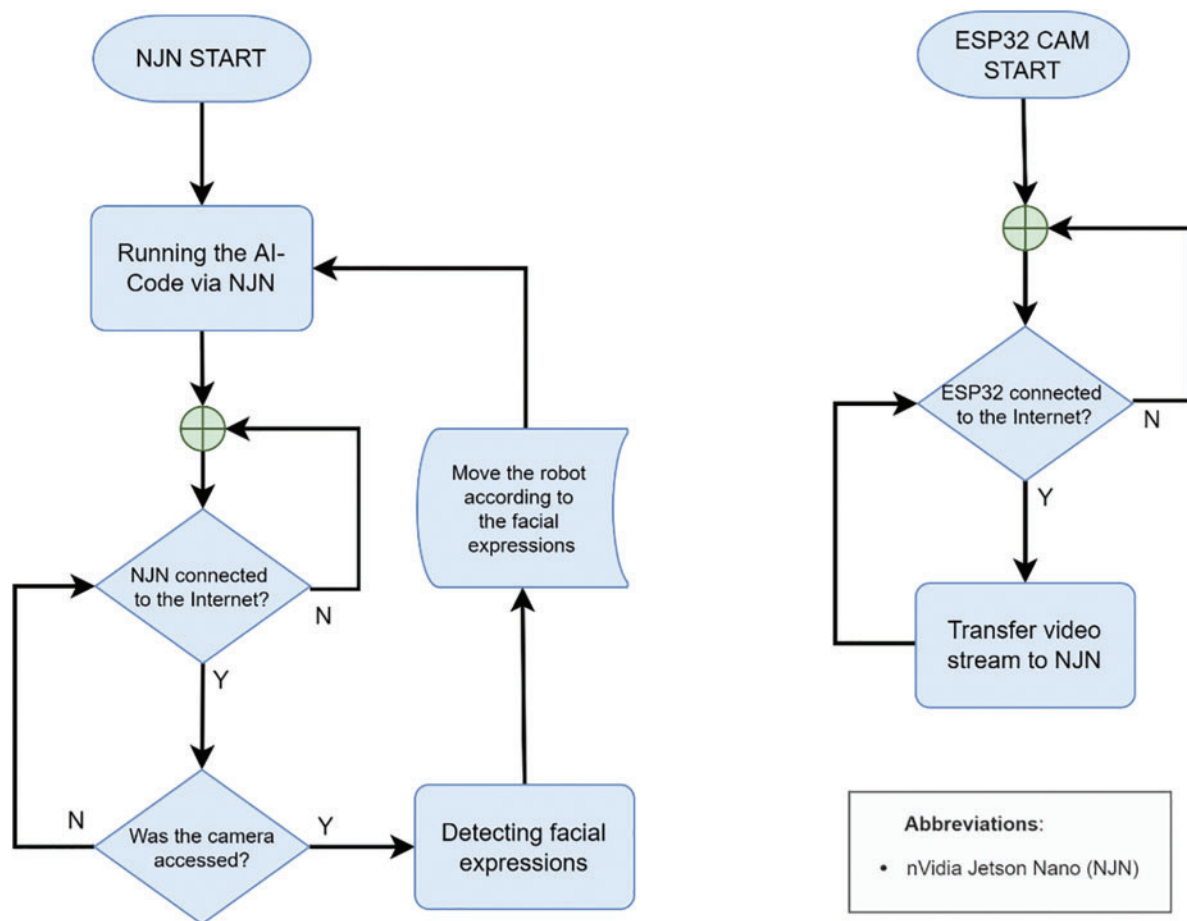 NJN START
Running the AI-
Code via NJN
NJN connected
to the Internet?
N
Y
Was the camera
accessed?
N
Y
Detecting facial
expressions
Move the robot
according to
the facial
expressions
ESP32 CAM
START
ESP32 connected
to the Internet?
N
Y
Transfer video
stream to NJN
Abbreviations:
• nVidia Jetson Nano (NJN)